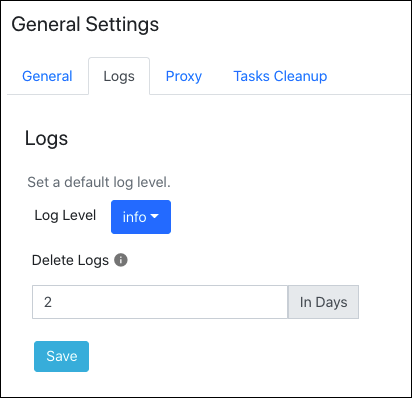 General Settings
General Logs Proxy Tasks Cleanup
Logs
Set a default log level.
Log Level info
Delete Logs
2 In Days
Save